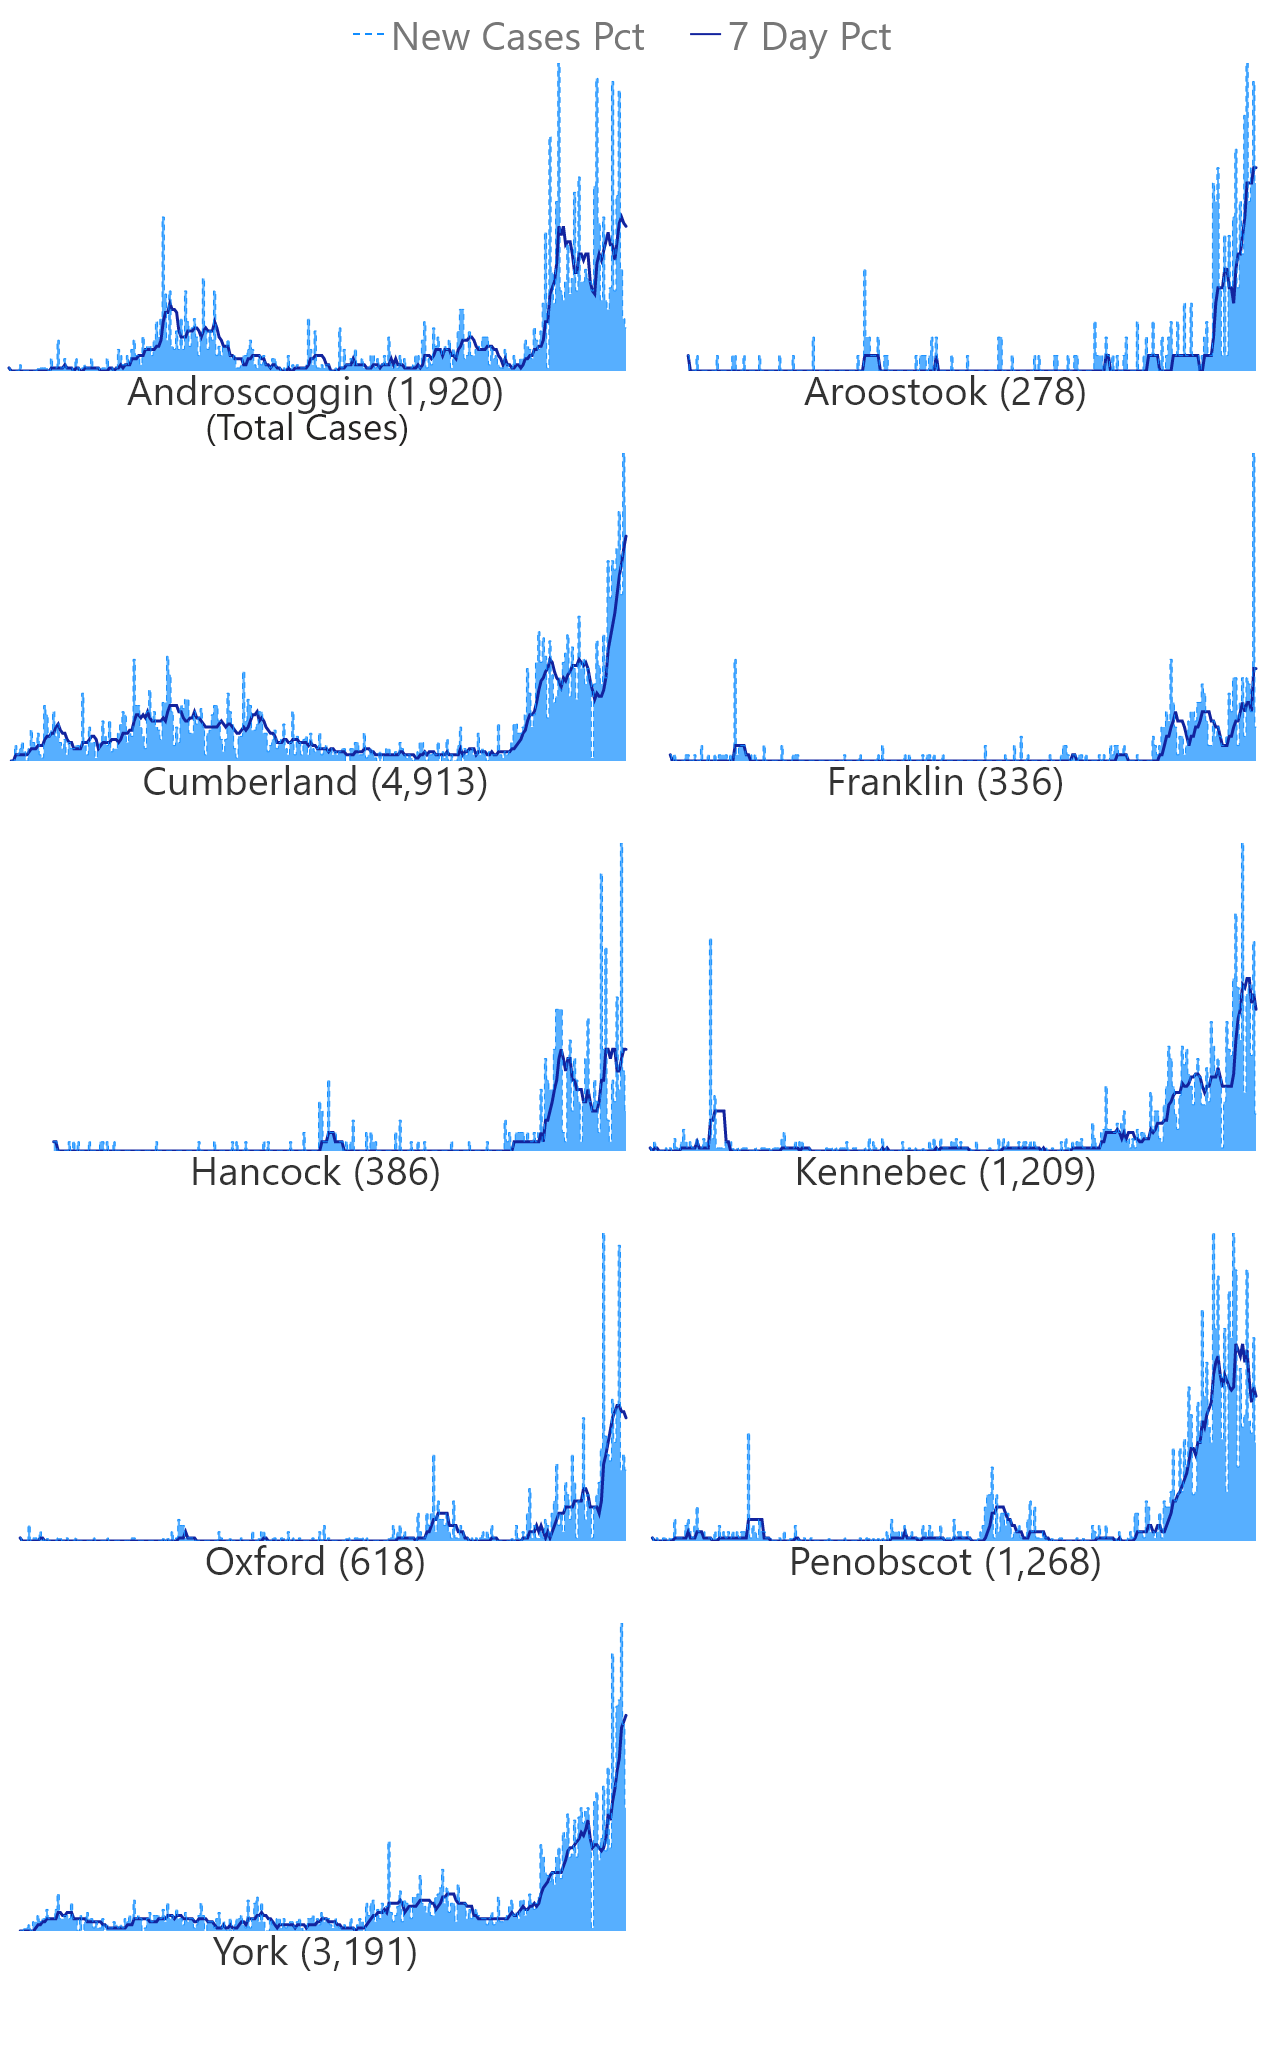 New Cases Pct 7 Day Pct
Androscoggin (1,920) Aroostook (278)
(Total Cases)
Cumberland (4,913) Franklin (336)
Hancock (386) Kennebec (1,209)
Oxford (618) Penobscot (1,268)
York (3,191)